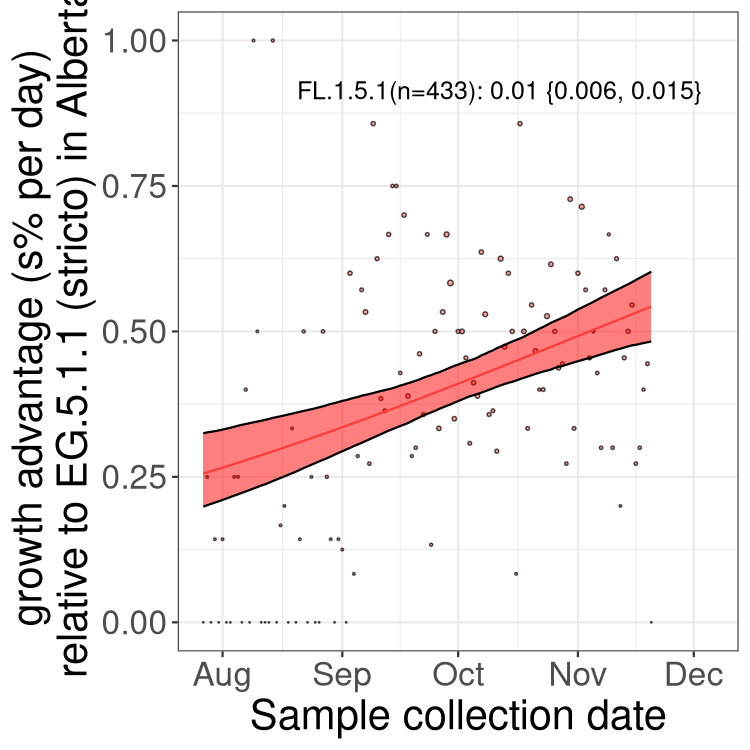 growth advantage (s% per day)
relative to EG.5.1.1 (stricto) in Alberta
1.00
0.75
0.50
0.25
0.00
FL.1.5.1(n=433): 0.01 {0.006, 0.015}
Aug Sep Oct Nov Dec
Sample collection date